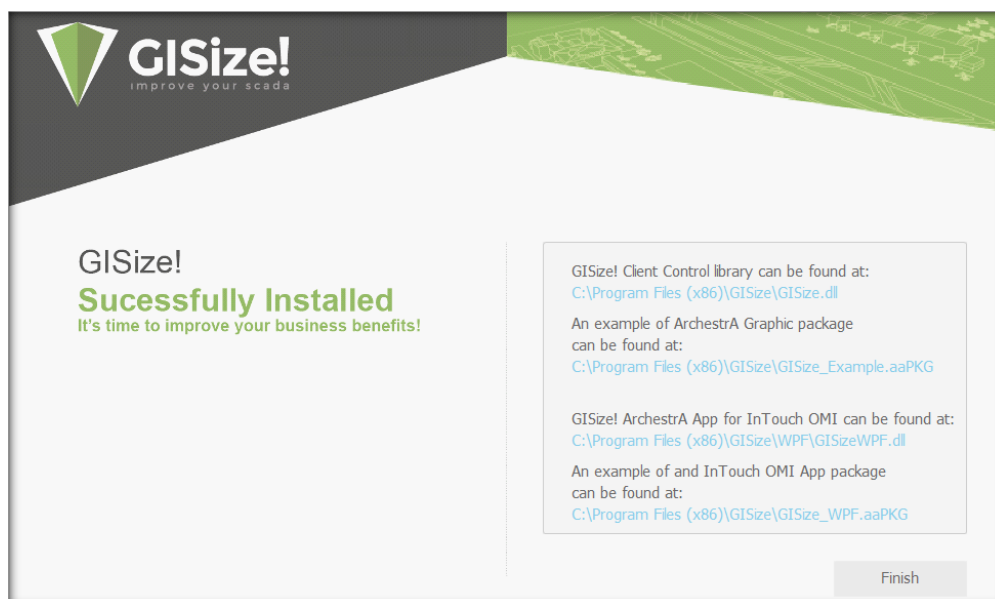 GISize!
improve your scada
GISize!
Sucessfully Installed
It's time to improve your business benefits!
GISize! Client Control library can be found at:
C:\Program Files (x86)\GISize\GISize.dll
An example of ArchestrA Graphic package
can be found at:
C:\Program Files (x86)\GISize\GISize_Example.aaPKG
GISize! ArchestrA App for InTouch OMI can be found at:
C:\Program Files (x86)\GISize\WPF\GISizeWPF.dll
An example of and InTouch OMI App package
can be found at:
C:\Program Files (x86)\GISize\GISize_WPF.aaPKG
Finish